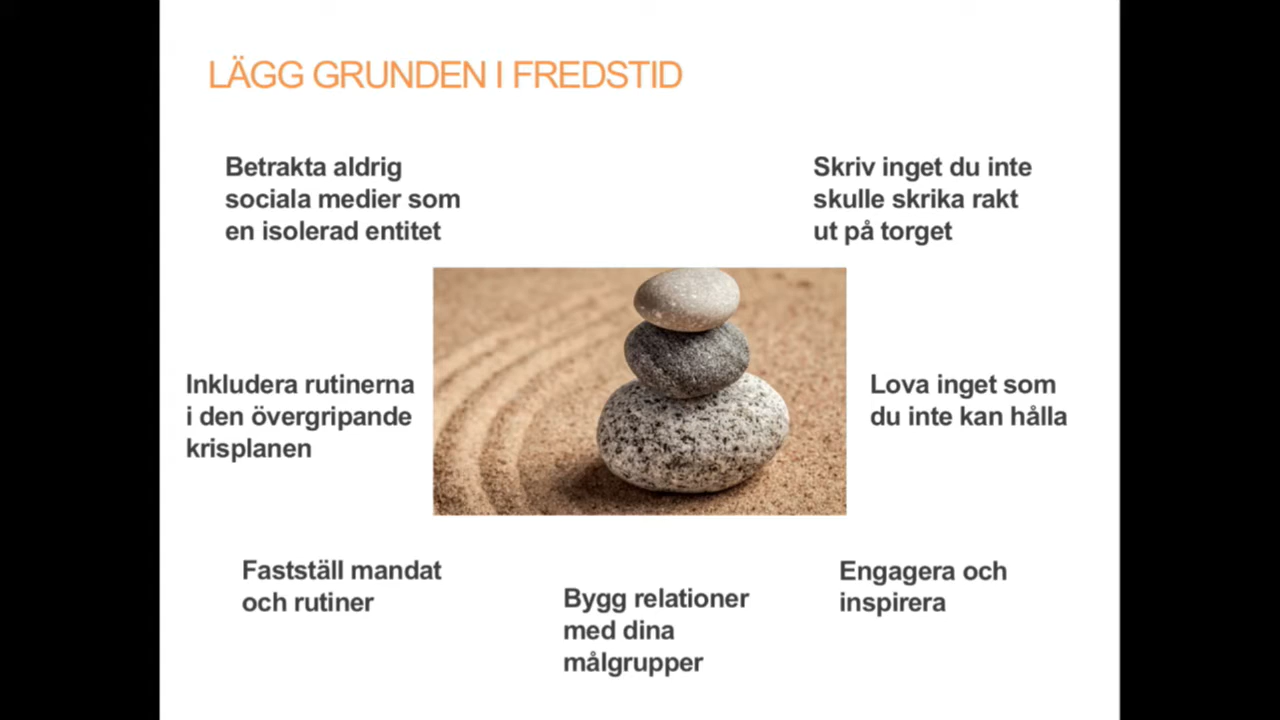 LÄGG GRUNDEN I FREDSTID
Betrakta aldrig
sociala medier som
en isolerad entitet
Skriv inget du inte
skulle skrika rakt
ut på torget
Inkludera rutinerna
i den övergripande
krisplanen
Lova inget som
du inte kan hålla
Fastställ mandat
och rutiner
Bygg relationer
med dina
målgrupper
Engagera och
inspirera